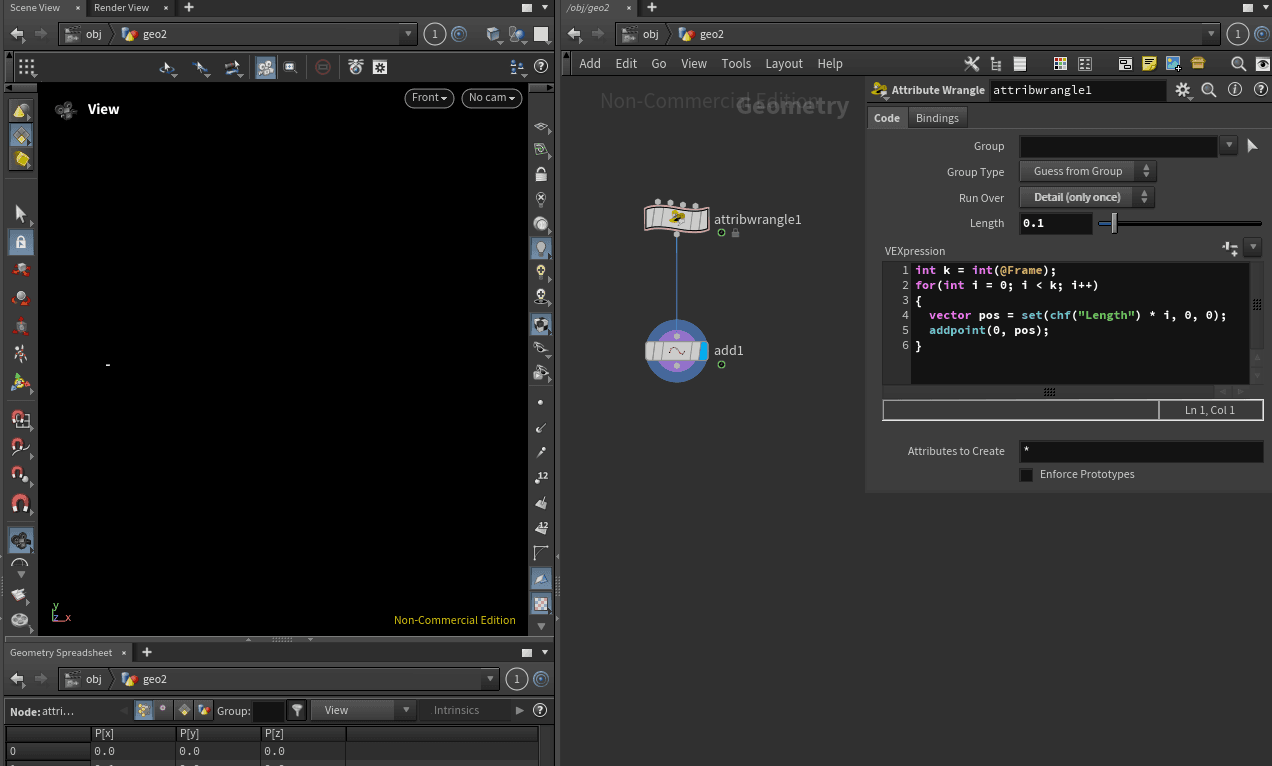 Scene View × Render View × +
obj geo2 1
View Front No cam
12
12
y
z x
Non-Commercial Edition
Geometry Spreadsheet × +
obj geo2 1
Node: attri... Group: View Intrinsics
P[x] P[y] P[z]
0 0.0 0.0 0.0
/obj/geo2 × +
obj geo2 1
Add Edit Go View Tools Layout Help
Non-Commercial Edition
Geometry
attribwrangle1
add1
Attribute Wrangle attribwrangle1
Code Bindings
Group
Group Type Guess from Group
Run Over Detail (only once)
Length 0.1
VEXpression
1 int k = int(@Frame);
2 for(int i = 0; i < k; i++)
3 {
4 vector pos = set(chf("Length") * i, 0, 0);
5 addpoint(0, pos);
6 }
Ln 1, Col 1
Attributes to Create *
Enforce Prototypes